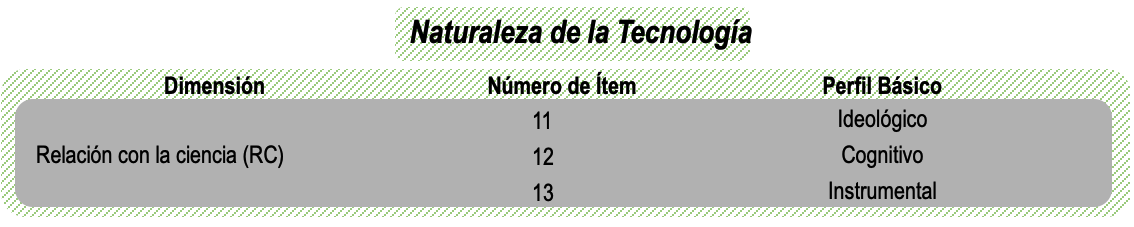 Naturaleza de la Tecnología
Dimensión Número de Ítem Perfil Básico
11 Ideológico
Relación con la ciencia (RC) 12 Cognitivo
13 Instrumental